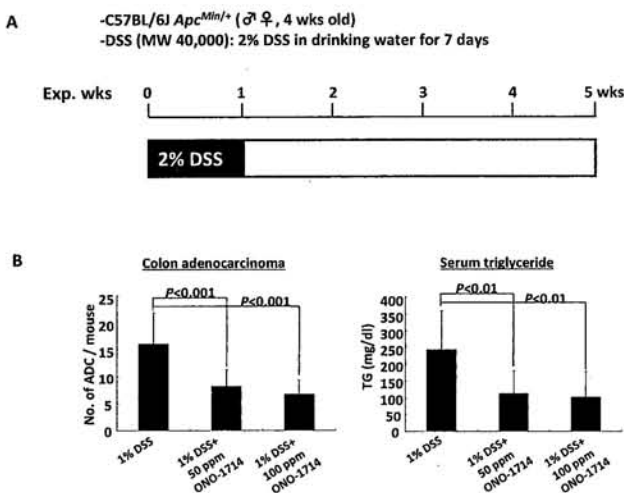 A
-C57BL/6J Apc^Min/+ (♂♀, 4 wks old)
-DSS (MW 40,000): 2% DSS in drinking water for 7 days
Exp. wks 0 1 2 3 4 5 wks
2% DSS
B
Colon adenocarcinoma
P<0.001
P<0.001
No. of ADC / mouse
25
20
15
10
5
0
1% DSS
1% DSS+
50 ppm
ONO-1714
1% DSS+
100 ppm
ONO-1714
Serum triglyceride
P<0.01
P<0.01
TG (mg/dl)
400
350
300
250
200
150
100
50
0
1% DSS
1% DSS+
50 ppm
ONO-1714
1% DSS+
100 ppm
ONO-1714